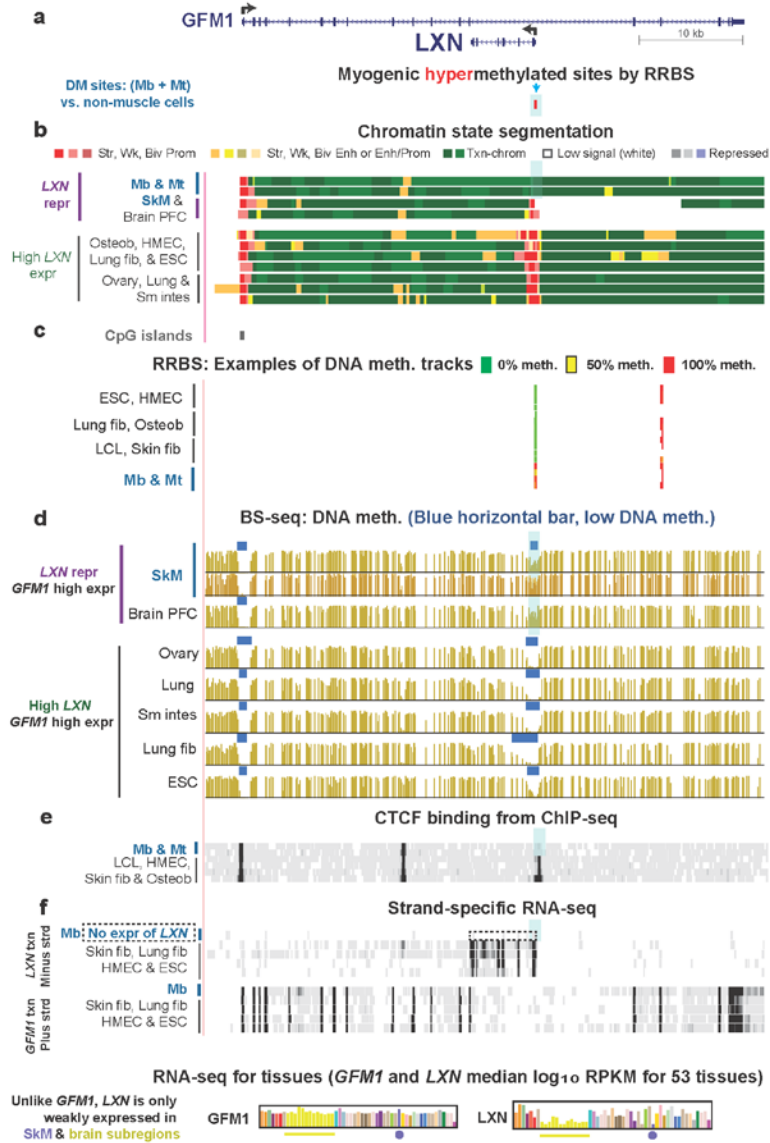 a
GFM1
LXN
10 kb
Myogenic hypermethylated sites by RRBS
DM sites: (Mb + Mt)
vs. non-muscle cells
b
Chromatin state segmentation
Str, Wk, Biv Prom
Str, Wk, Biv Enh or Enh/Prom
Txn-chrom
Low signal (white)
Repressed
LXN
repr
Mb & Mt
SkM &
Brain PFC
High LXN
expr
Osteob, HMEC,
Lung fib, & ESC
Ovary, Lung &
Sm intes
c
CpG islands
RRBS: Examples of DNA meth. tracks
0% meth.
50% meth.
100% meth.
ESC, HMEC
Lung fib, Osteob
LCL, Skin fib
Mb & Mt
d
BS-seq: DNA meth. (Blue horizontal bar, low DNA meth.)
LXN repr
GFM1 high expr
SkM
Brain PFC
High LXN
GFM1 high expr
Ovary
Lung
Sm intes
Lung fib
ESC
e
CTCF binding from ChIP-seq
Mb & Mt
LCL, HMEC,
Skin fib & Osteob
f
Strand-specific RNA-seq
LXN txn
Minus strd
Mb No expr of LXN
Skin fib, Lung fib
HMEC & ESC
GFM1 txn
Plus strd
Mb
Skin fib, Lung fib
HMEC & ESC
RNA-seq for tissues (GFM1 and LXN median log₁₀ RPKM for 53 tissues)
Unlike GFM1, LXN is only
weakly expressed in
SkM & brain subregions
GFM1
LXN